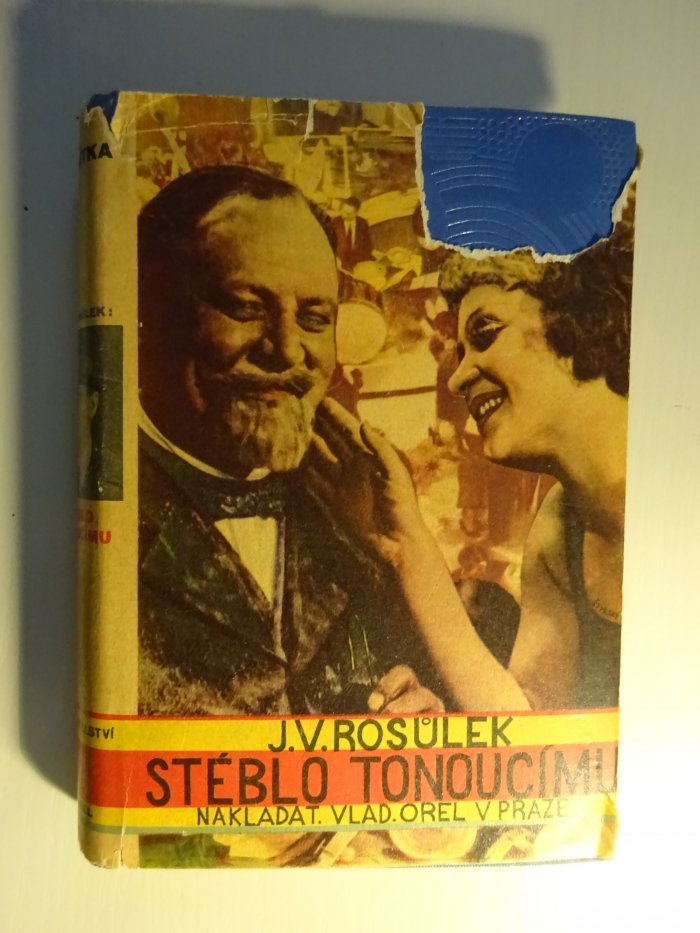 J.V.ROSŮLEK
STÉBLO TONOUCÍMU
NAKLADAT. VLAD. OREL V PRAZE